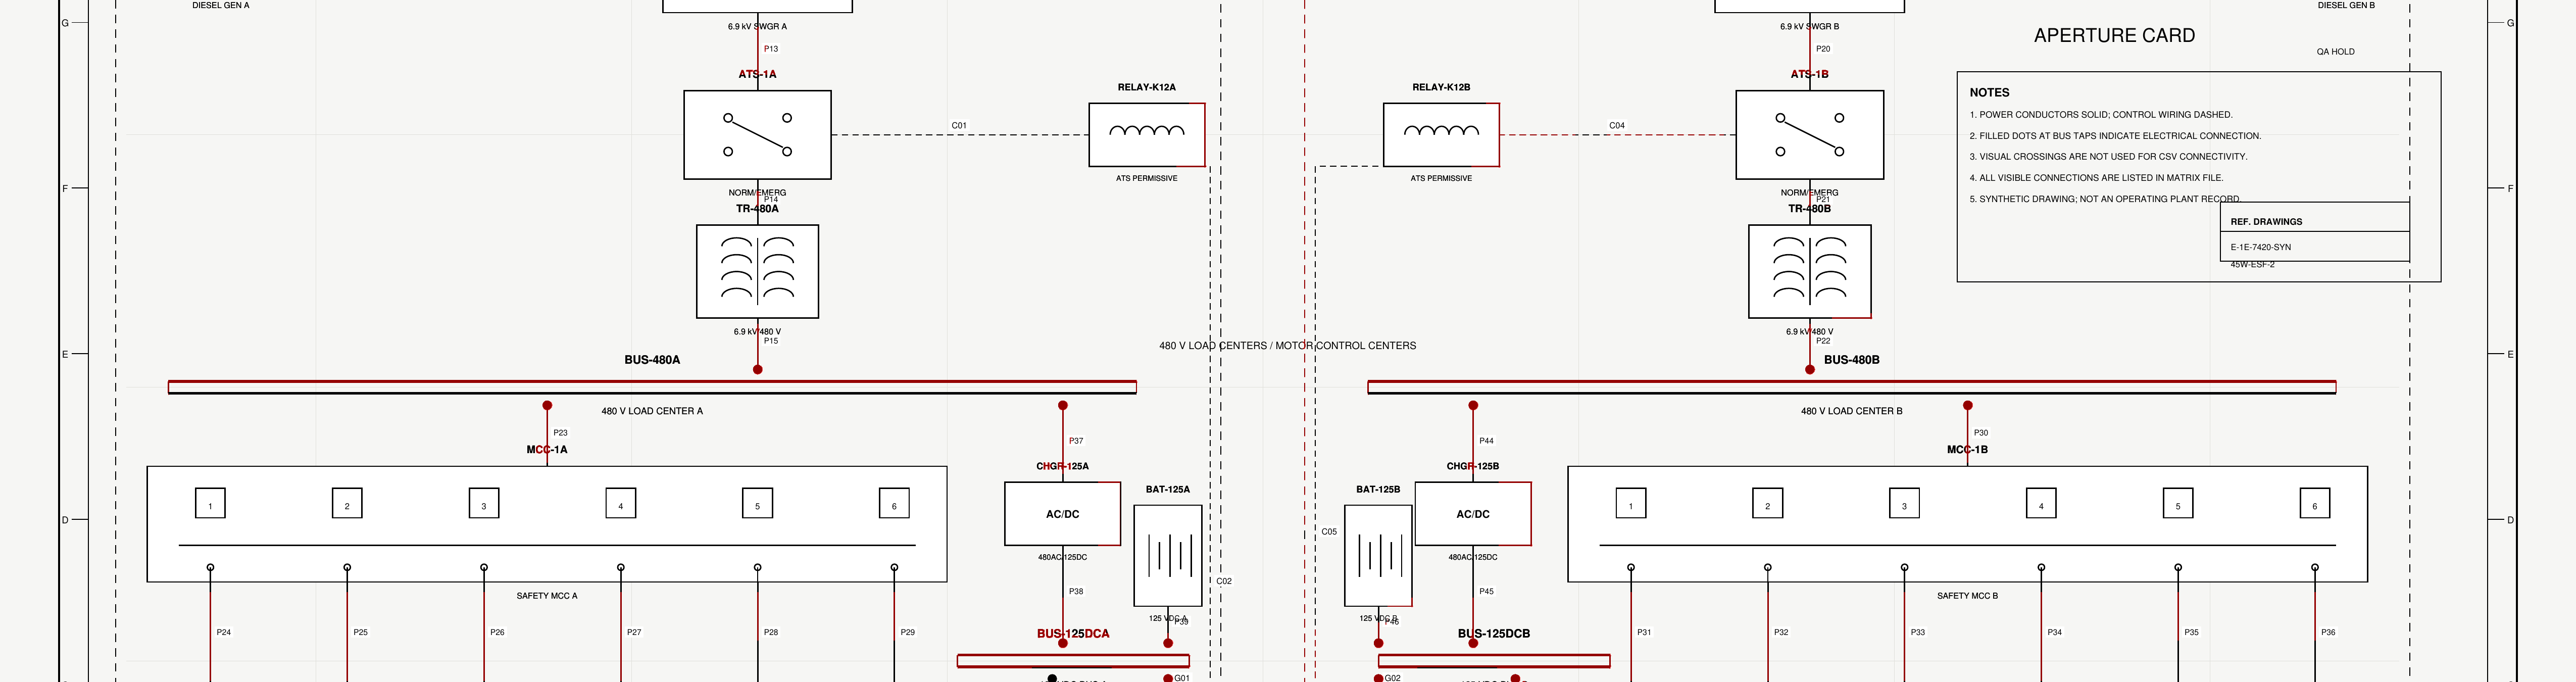 DIESEL GEN A
DIESEL GEN B
G
G
6.9 kV SWGR A
6.9 kV SWGR B
APERTURE CARD
P13
P20
QA HOLD
ATS-1A
ATS-1B
RELAY-K12A
RELAY-K12B
NOTES
1. POWER CONDUCTORS SOLID; CONTROL WIRING DASHED.
C01
C04
2. FILLED DOTS AT BUS TAPS INDICATE ELECTRICAL CONNECTION.
3. VISUAL CROSSINGS ARE NOT USED FOR CSV CONNECTIVITY.
ATS PERMISSIVE
ATS PERMISSIVE
4. ALL VISIBLE CONNECTIONS ARE LISTED IN MATRIX FILE.
F
F
NORM/EMERG
NORM/EMERG
P14
P21
5. SYNTHETIC DRAWING; NOT AN OPERATING PLANT RECORD.
TR-480A
TR-480B
REF. DRAWINGS
E-1E-7420-SYN
45W-ESF-2
6.9 kV/480 V
6.9 kV/480 V
P15
P22
480 V LOAD CENTERS / MOTOR CONTROL CENTERS
E
E
BUS-480A
BUS-480B
480 V LOAD CENTER A
480 V LOAD CENTER B
P23
P37
P44
P30
MCC-1A
MCC-1B
CHGR-125A
CHGR-125B
BAT-125A
BAT-125B
1 2 3 4 5 6
AC/DC
AC/DC
1 2 3 4 5 6
D
D
C05
480AC/125DC
480AC/125DC
C02
P38
P45
SAFETY MCC A
SAFETY MCC B
125 VDC A
125 VDC B
P39
P46
P24 P25 P26 P27 P28 P29
BUS-125DCA
BUS-125DCB
P31 P32 P33 P34 P35 P36
G01
G02